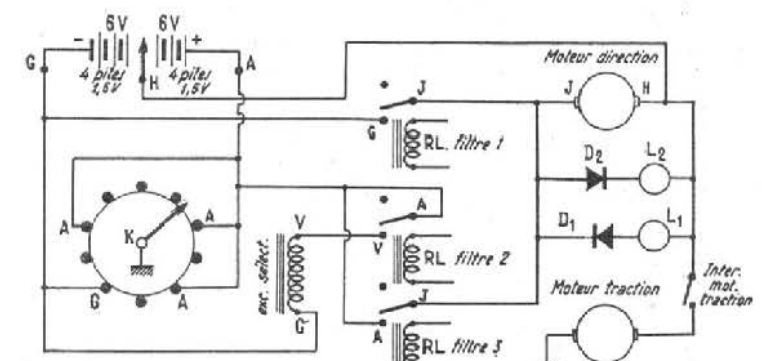 6V 6V
- +
G A
4 piles 1,5V
H
4 piles 1,5V
Moteur direction
J
J H
G
RL. filtre 1
D2 L2
A
A
A
K
V
V
D1 L1
RL filtre 2
exc. select.
G A
G
J
Inter. mot. traction
Moteur traction
A
RL filtre 3